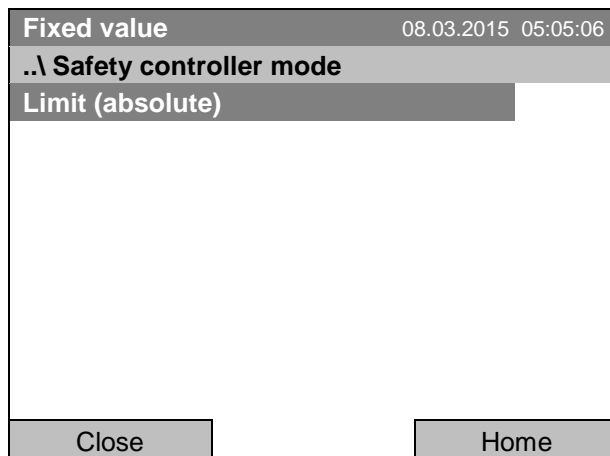 Fixed value 08.03.2015 05:05:06
..\ Safety controller mode
Limit (absolute)
Close Home